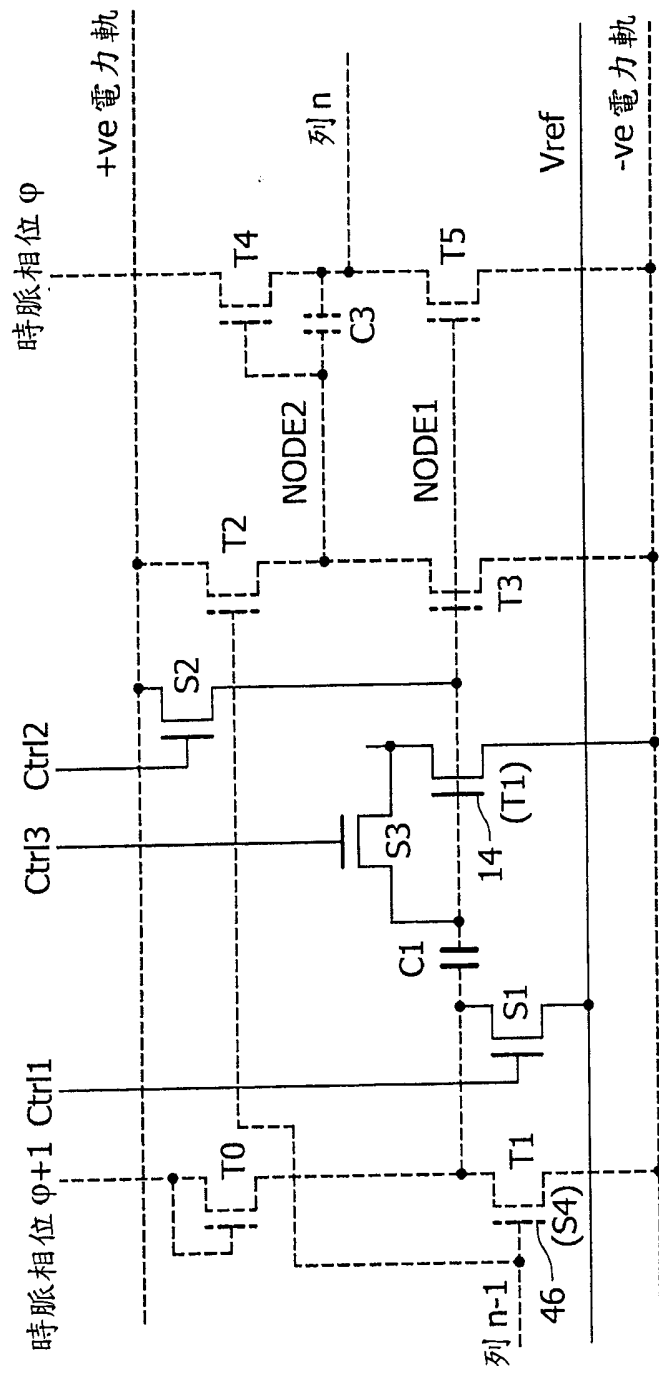 時脈相位 φ+1
Ctrl1
Ctrl3
Ctrl2
時脈相位 φ
+ve 電力軌
T0
S2
T2
T4
列 n
NODE2
C3
S3
C1
14
(T1)
T3
NODE1
T5
列 n-1
T1
(S4)
46
S1
Vref
-ve 電力軌